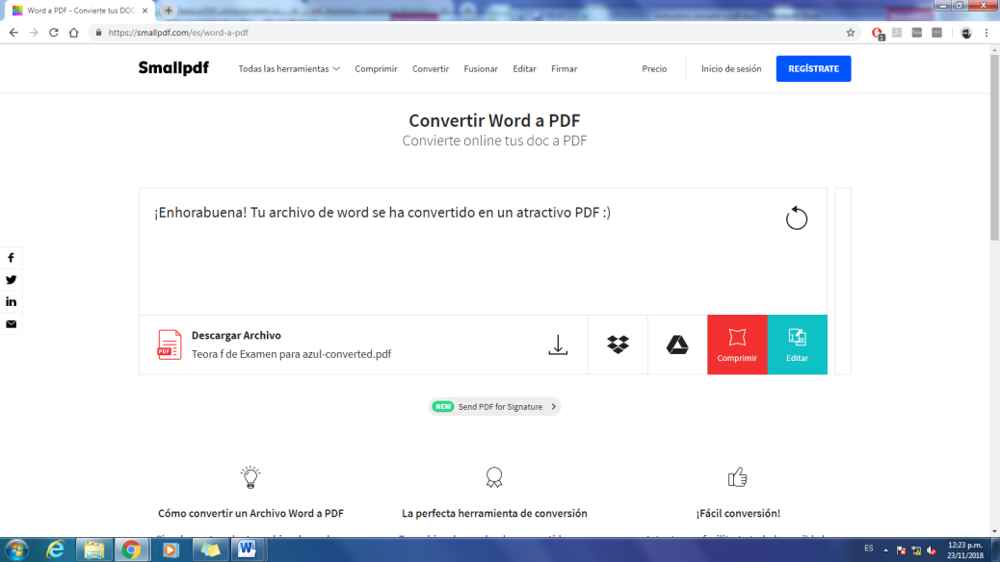 Word a PDF - Convierte tus DOC
https://smallpdf.com/es/word-a-pdf
1
Smallpdf
Todas las herramientas
Comprimir
Convertir
Fusionar
Editar
Firmar
Precio
Inicio de sesión
REGÍSTRATE
Convertir Word a PDF
Convierte online tus doc a PDF
¡Enhorabuena! Tu archivo de word se ha convertido en un atractivo PDF :)
PDF
Descargar Archivo
Teora f de Examen para azul-converted.pdf
Comprimir
Editar
NEW Send PDF for Signature
Cómo convertir un Archivo Word a PDF
La perfecta herramienta de conversión
¡Fácil conversión!
ES
12:23 p.m.
23/11/2018